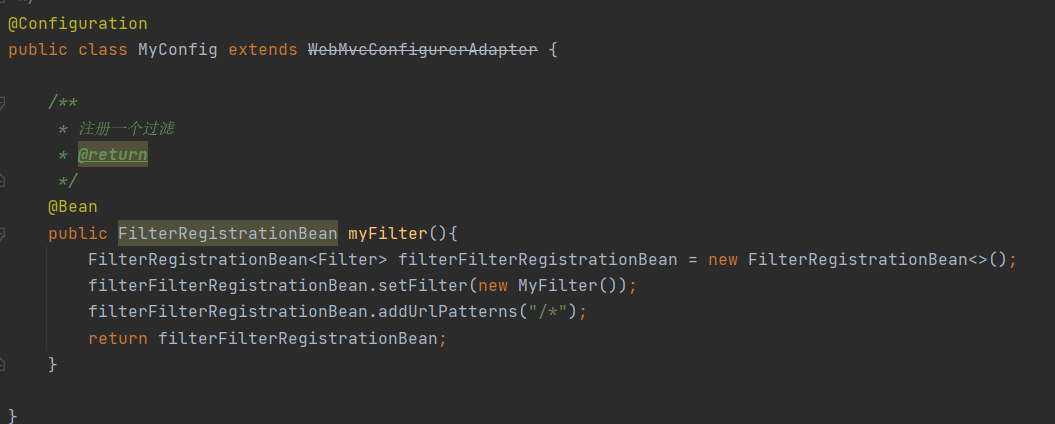 */
@Configuration
public class MyConfig extends WebMvcConfigurerAdapter {
/**
* 注册一个过滤
* @return
*/
@Bean
public FilterRegistrationBean myFilter(){
FilterRegistrationBean<Filter> filterFilterRegistrationBean = new FilterRegistrationBean<>();
filterFilterRegistrationBean.setFilter(new MyFilter());
filterFilterRegistrationBean.addUrlPatterns("/*");
return filterFilterRegistrationBean;
}
}